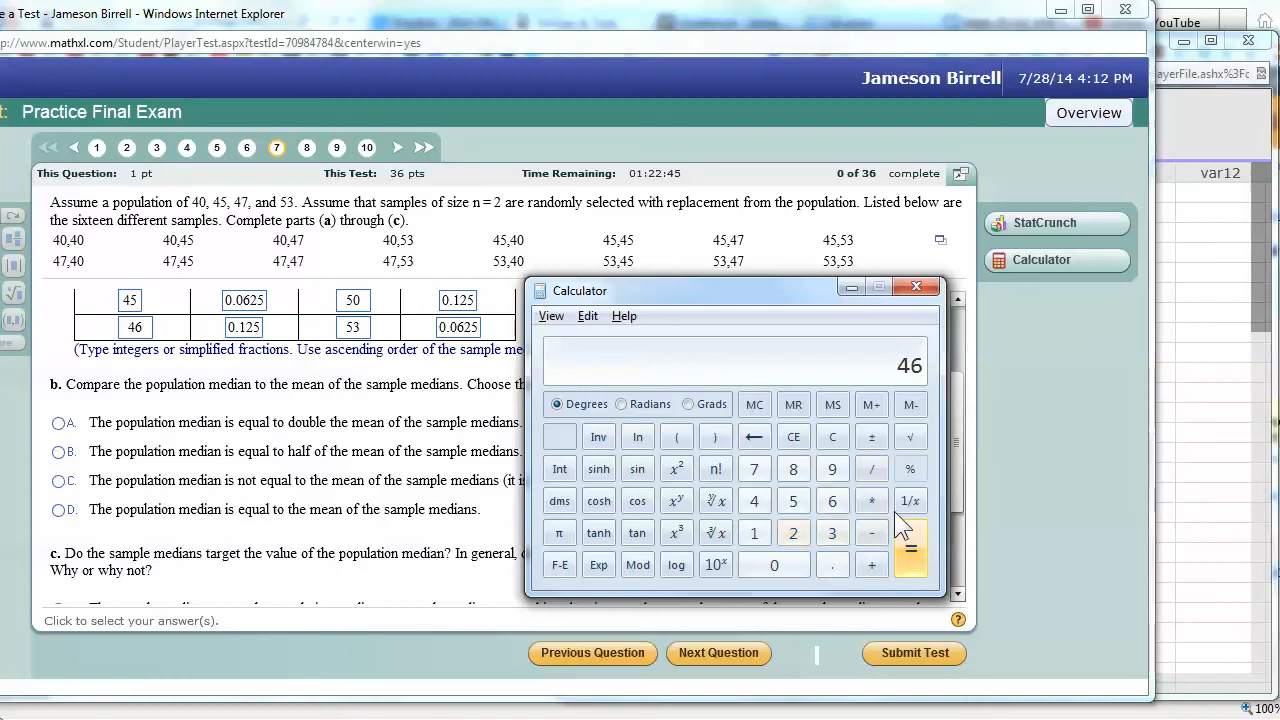 e a Test - Jameson Birrell - Windows Internet Explorer
p://www.mathxl.com/Student/PlayerTest.aspx?testId=70984784&centerwin=yes
YouTube
ayerFile.ashx%3Fc
Jameson Birrell 7/28/14 4:12 PM
t: Practice Final Exam
Overview
1 2 3 4 5 6 7 8 9 10
This Question: 1 pt This Test: 36 pts Time Remaining: 01:22:45 0 of 36 complete
var12
Assume a population of 40, 45, 47, and 53. Assume that samples of size n = 2 are randomly selected with replacement from the population. Listed below are
the sixteen different samples. Complete parts (a) through (c).
40,40 40,45 40,47 40,53 45,40 45,45 45,47 45,53
47,40 47,45 47,47 47,53 53,40 53,45 53,47 53,53
StatCrunch
Calculator
45 0.0625 50 0.125
46 0.125 53 0.0625
(Type integers or simplified fractions. Use ascending order of the sample me
b. Compare the population median to the mean of the sample medians. Choose th
A. The population median is equal to double the mean of the sample medians.
B. The population median is equal to half of the mean of the sample medians.
C. The population median is not equal to the mean of the sample medians (it i
D. The population median is equal to the mean of the sample medians.
c. Do the sample medians target the value of the population median? In general,
Why or why not?
Click to select your answer(s).
?
Previous Question Next Question Submit Test
Calculator
View Edit Help
46
Degrees Radians Grads MC MR MS M+ M-
Inv ln ( ) ← CE C ± √
Int sinh sin x² n! 7 8 9 / %
dms cosh cos xʸ ʸ√x 4 5 6 * 1/x
π tanh tan x³ ³√x 1 2 3 - =
F-E Exp Mod log 10ˣ 0 . +
100%